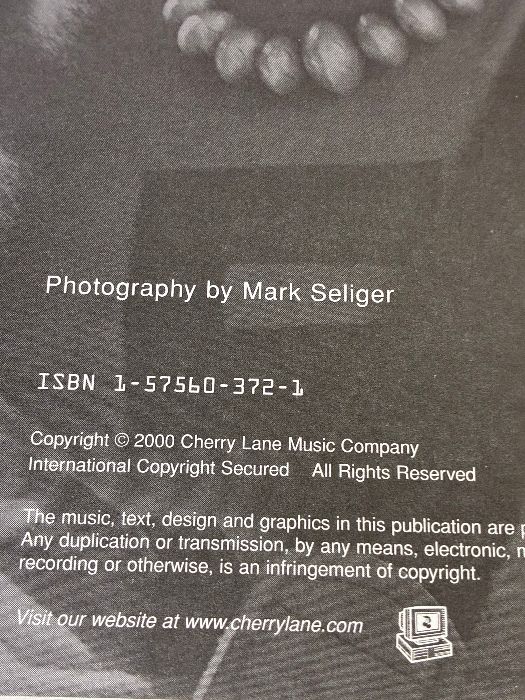 Photography by Mark Seliger
ISBN 1-57560-372-1
Copyright © 2000 Cherry Lane Music Company
International Copyright Secured All Rights Reserved
The music, text, design and graphics in this publication are
Any duplication or transmission, by any means, electronic,
recording or otherwise, is an infringement of copyright.
Visit our website at www.cherrylane.com